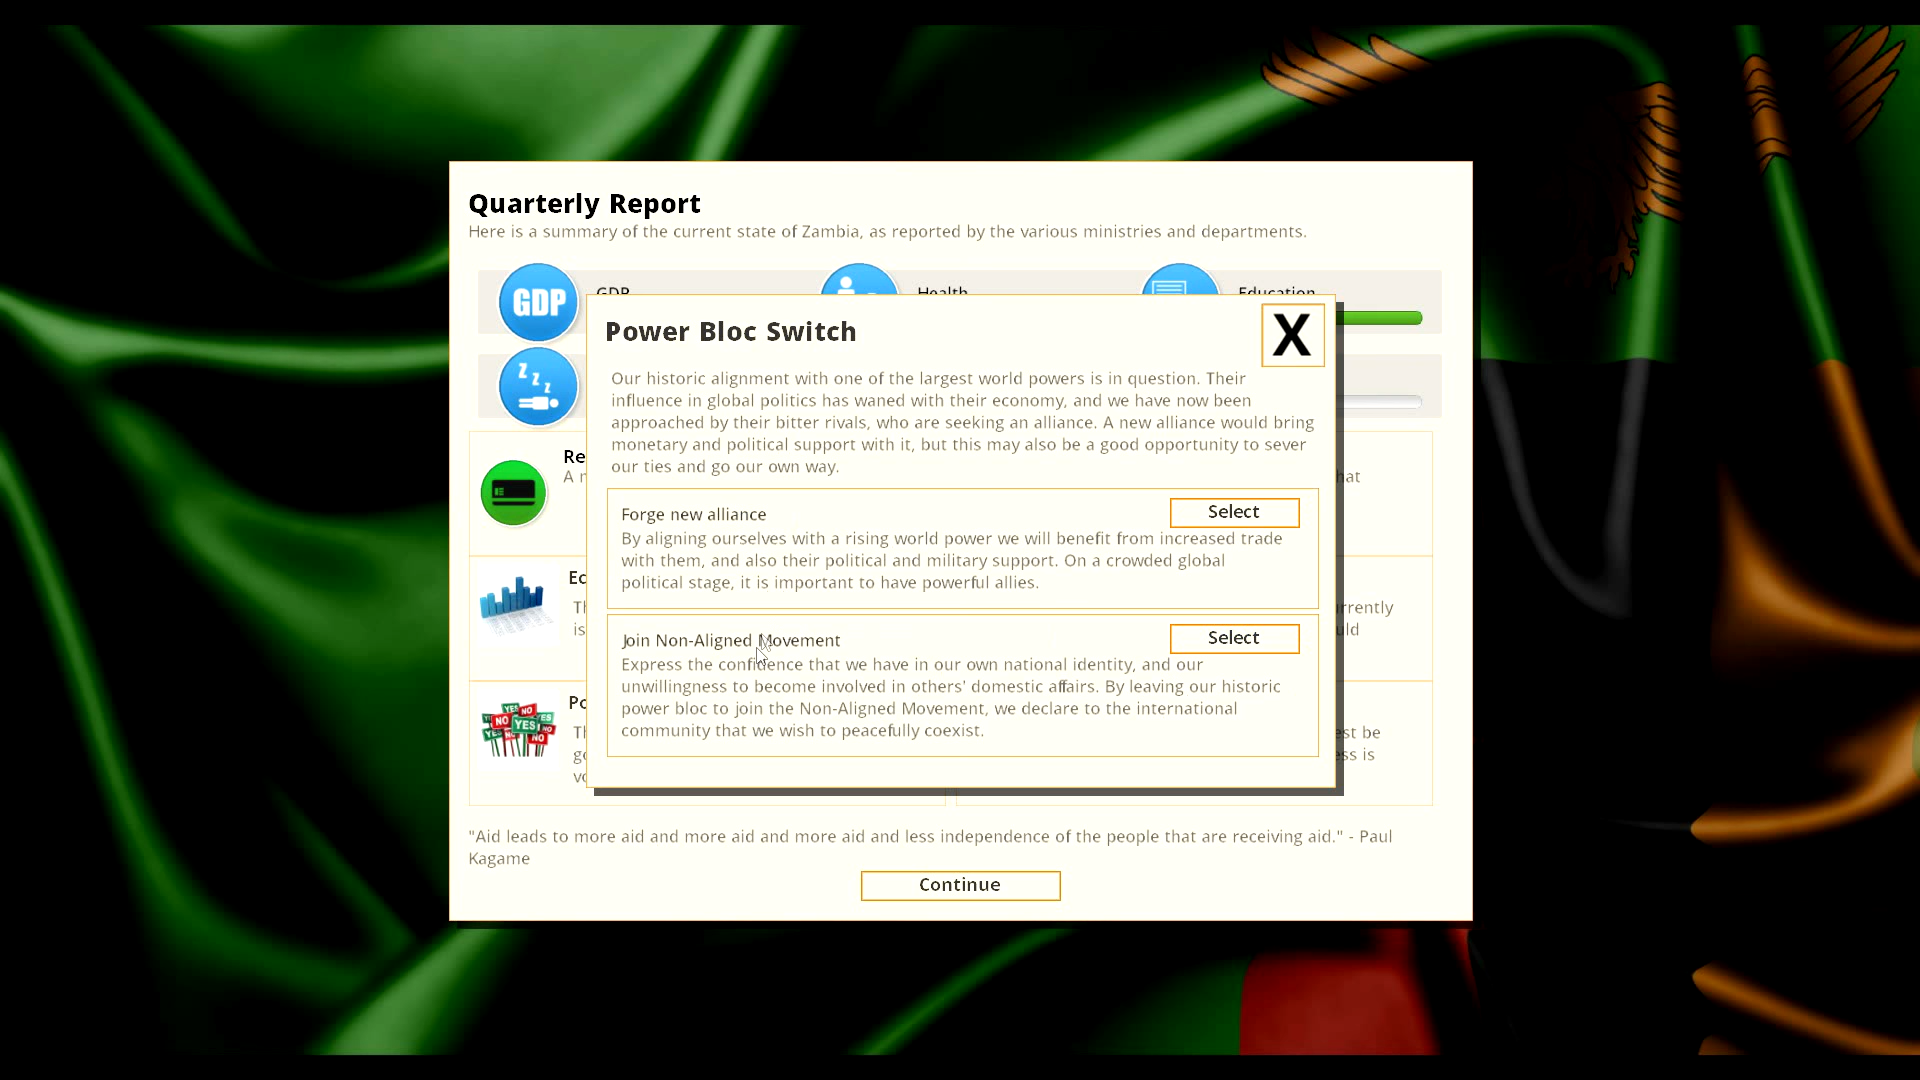 Quarterly Report
Here is a summary of the current state of Zambia, as reported by the various ministries and departments.
GDP
GDP
Health
Education
Power Bloc Switch
X
Our historic alignment with one of the largest world powers is in question. Their
influence in global politics has waned with their economy, and we have now been
approached by their bitter rivals, who are seeking an alliance. A new alliance would bring
monetary and political support with it, but this may also be a good opportunity to sever
our ties and go our own way.
Forge new alliance
Select
By aligning ourselves with a rising world power we will benefit from increased trade
with them, and also their political and military support. On a crowded global
political stage, it is important to have powerful allies.
Join Non-Aligned Movement
Select
Express the confidence that we have in our own national identity, and our
unwillingness to become involved in others' domestic affairs. By leaving our historic
power bloc to join the Non-Aligned Movement, we declare to the international
community that we wish to peacefully coexist.
"Aid leads to more aid and more aid and more aid and less independence of the people that are receiving aid." - Paul
Kagame
Continue